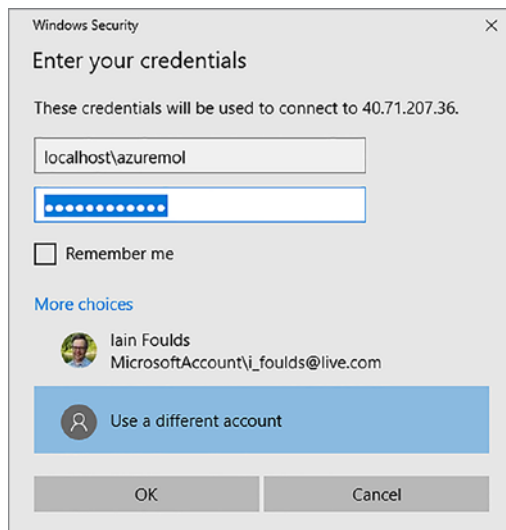 Windows Security
Enter your credentials
These credentials will be used to connect to 40.71.207.36.
localhost\azuremol
●●●●●●●●●●●●
Remember me
More choices
Iain Foulds
MicrosoftAccount\i_foulds@live.com
Use a different account
OK
Cancel